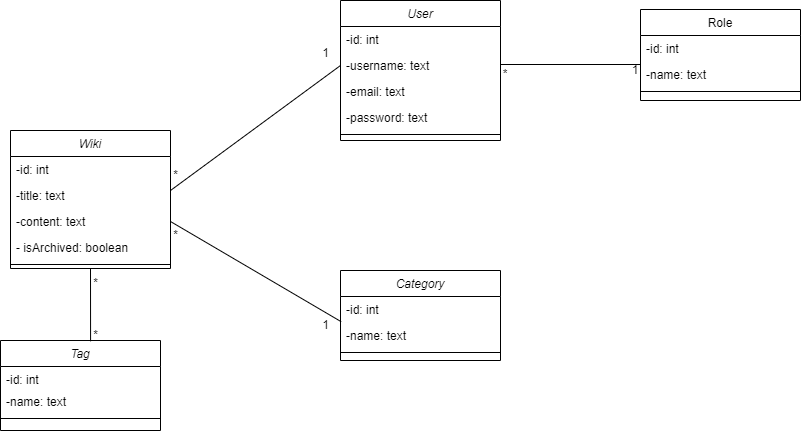 User
-id: int
-username: text
-email: text
-password: text
Role
-id: int
-name: text
1
*
1
Wiki
-id: int
-title: text
-content: text
- isArchived: boolean
*
*
*
*
Category
-id: int
-name: text
1
Tag
-id: int
-name: text